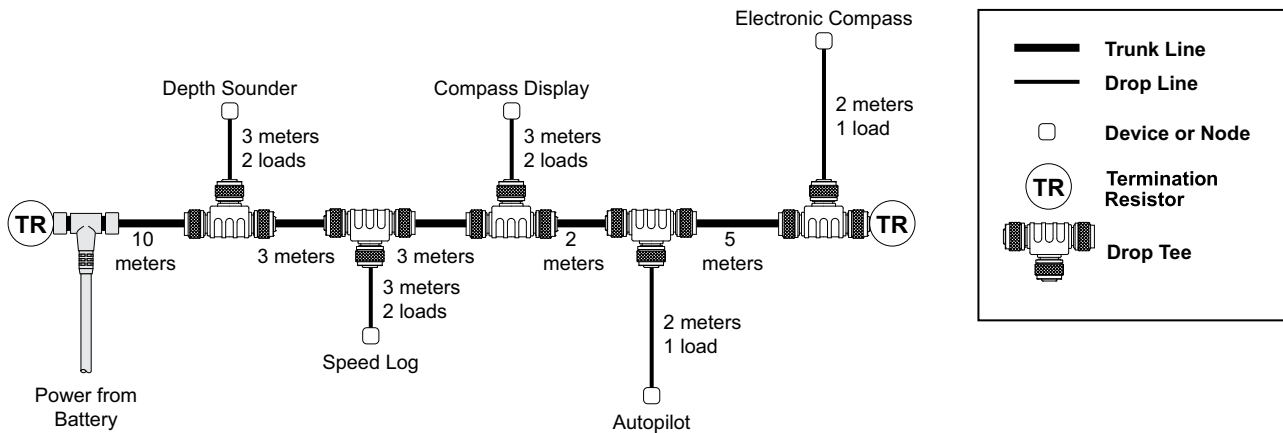 Electronic Compass
Depth Sounder
Compass Display
3 meters
2 loads
3 meters
2 loads
2 meters
1 load
TR
TR
10
meters
3 meters
3 meters
2
meters
5
meters
3 meters
2 loads
2 meters
1 load
Speed Log
Power from
Battery
Autopilot
Trunk Line
Drop Line
Device or Node
TR
Termination
Resistor
Drop Tee